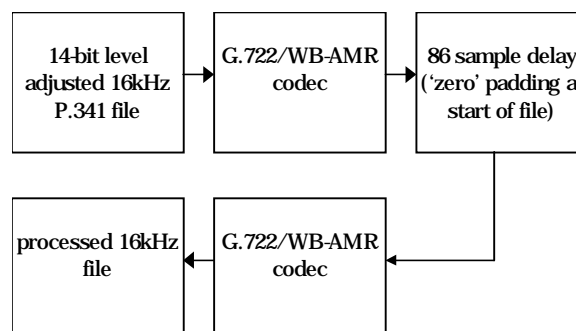 14-bit level
adjusted 16kHz
P.341 file
G.722/WB-AMR
codec
86 sample delay
('zero' padding a
start of file)
G.722/WB-AMR
codec
processed 16kHz
file